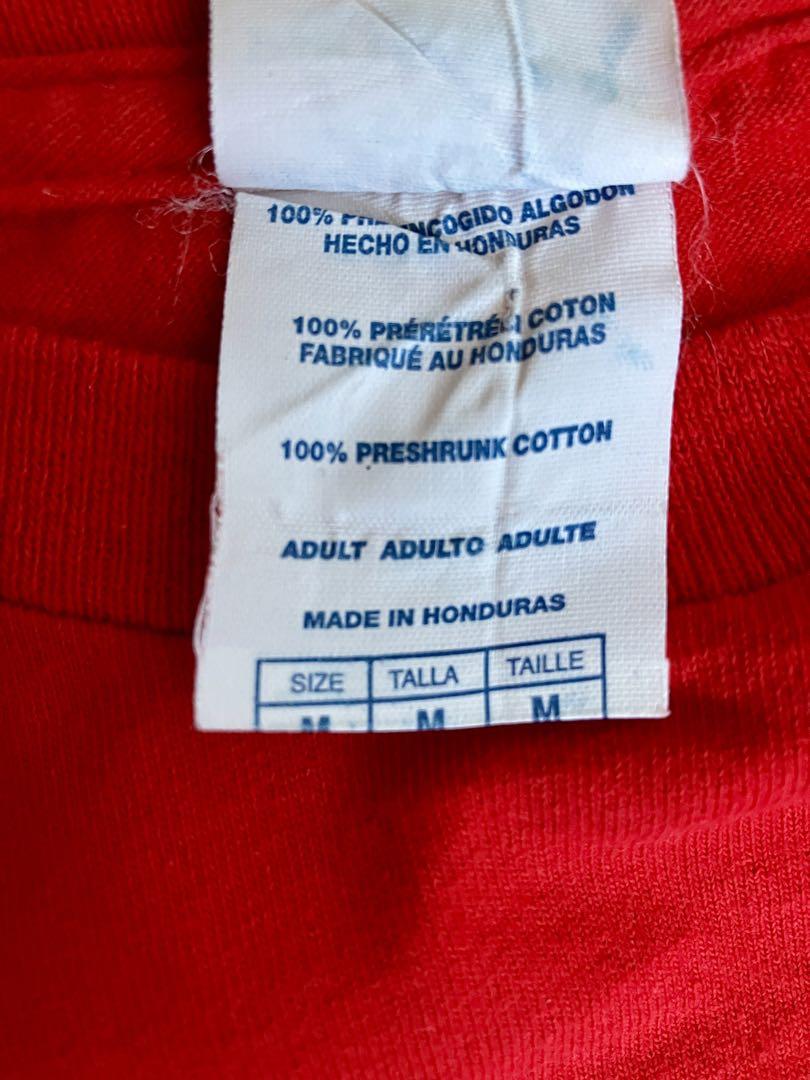 100% ALGODON
HECHO EN HONDURAS
100% PRÉRÉTRÉCI COTON
FABRIQUÉ AU HONDURAS
100% PRESHRUNK COTTON
ADULT ADULTO ADULTE
MADE IN HONDURAS
SIZE TALLA TAILLE
M M M